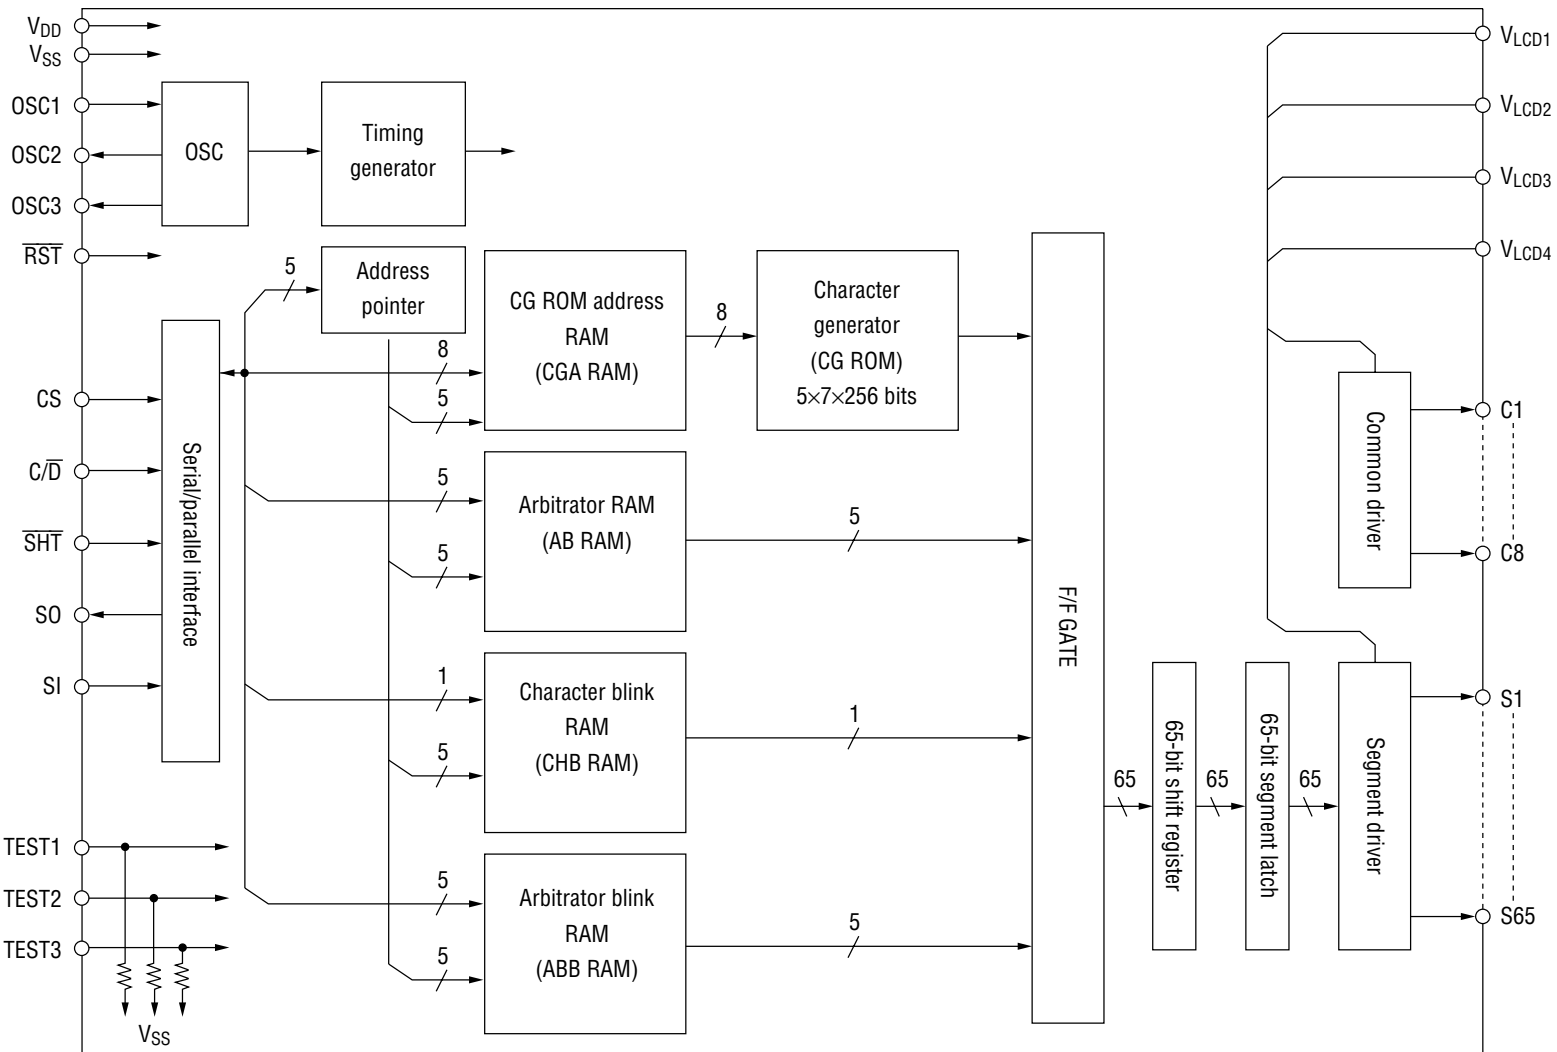 VDD
VSS
OSC1
OSC2
OSC3
RST
CS
C/D
SHT
SO
SI
TEST1
TEST2
TEST3
VSS
OSC
Timing
generator
Address
pointer
5
Serial/parallel interface
8
5
5
5
1
5
5
5
CG ROM address
RAM
(CGA RAM)
8
Character
generator
(CG ROM)
5×7×256 bits
Arbitrator RAM
(AB RAM)
5
Character blink
RAM
(CHB RAM)
1
Arbitrator blink
RAM
(ABB RAM)
5
F/F GATE
65
65-bit shift register
65
65-bit segment latch
65
Common driver
Segment driver
VLCD1
VLCD2
VLCD3
VLCD4
C1
C8
S1
S65